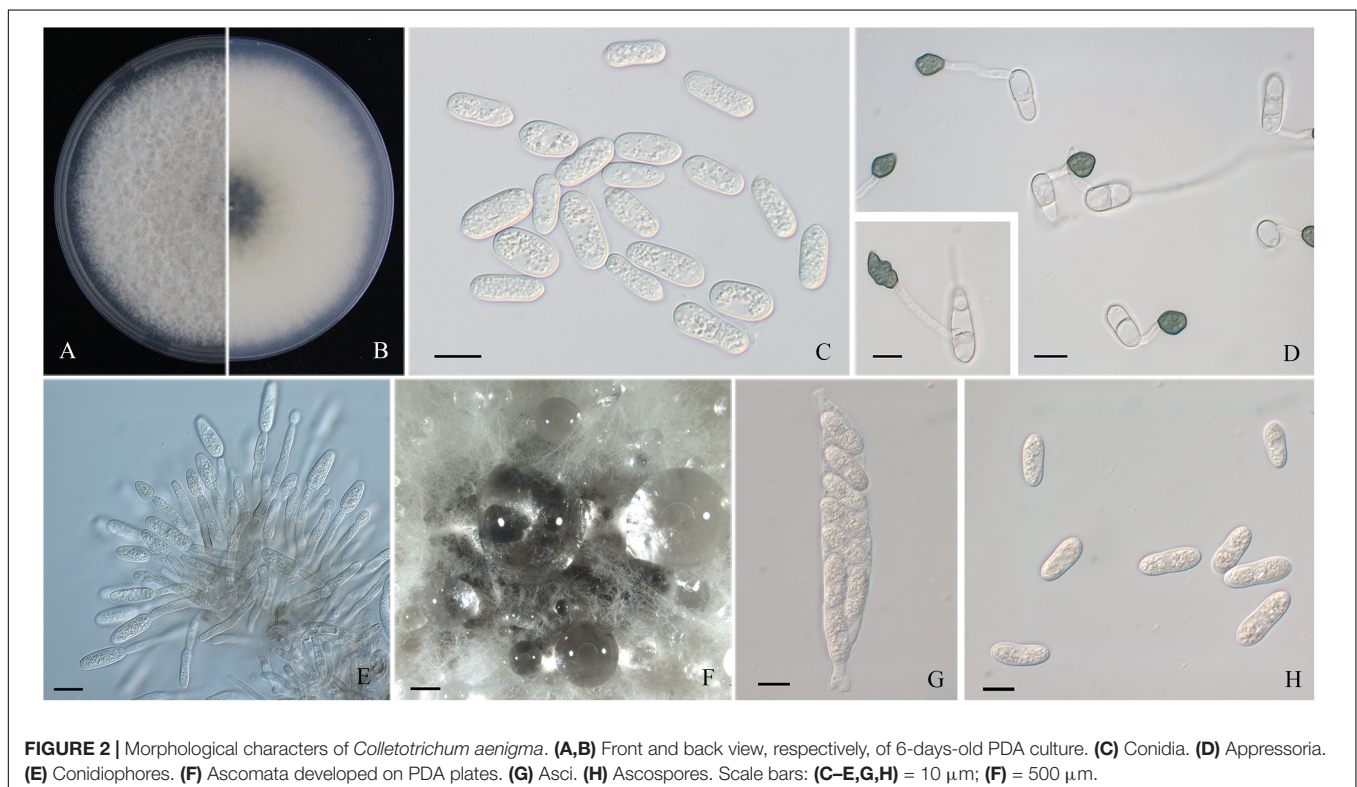 A
B
C
D
E
F
G
H
FIGURE 2 | Morphological characters of Colletotrichum aenigma. (A,B) Front and back view, respectively, of 6-days-old PDA culture. (C) Conidia. (D) Appressoria.
(E) Conidiophores. (F) Ascomata developed on PDA plates. (G) Asci. (H) Ascospores. Scale bars: (C–E,G,H) = 10 μm; (F) = 500 μm.